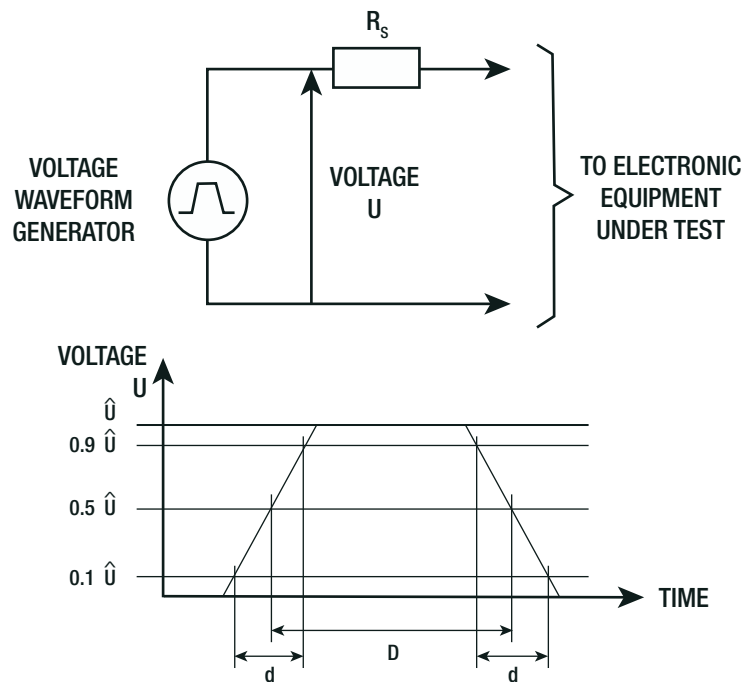 R_S
VOLTAGE
WAVEFORM
GENERATOR
VOLTAGE
U
TO ELECTRONIC
EQUIPMENT
UNDER TEST
VOLTAGE
U
Û
0.9 Û
0.5 Û
0.1 Û
TIME
D
d
d